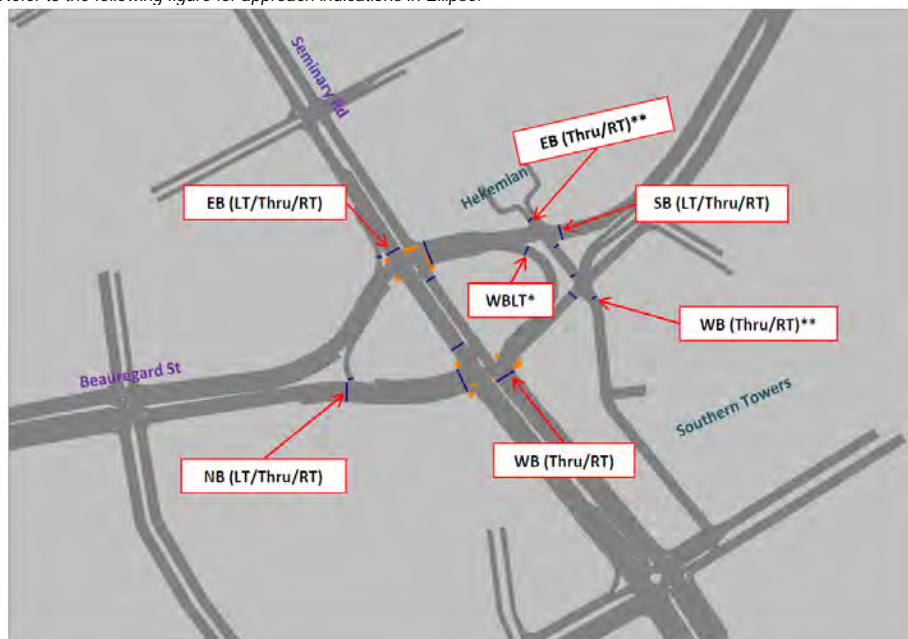 Refer to the following figure for approach indications in Ellipse.
Seminary Rd
EB (Thru/RT)**
Hekemian
EB (LT/Thru/RT)
SB (LT/Thru/RT)
WBLT*
WB (Thru/RT)**
Beauregard St
Southern Towers
NB (LT/Thru/RT)
WB (Thru/RT)